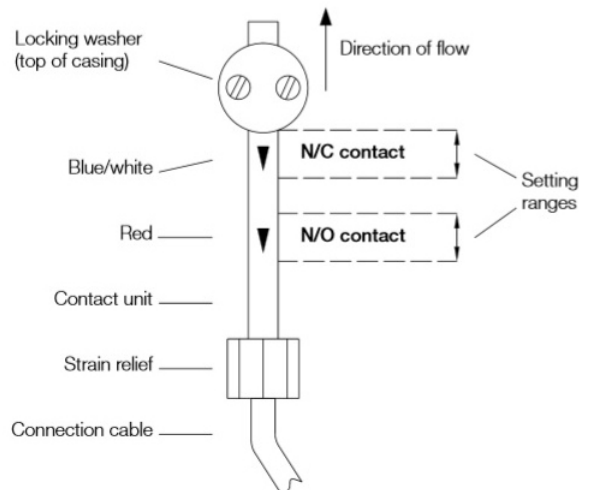 Locking washer
(top of casing)
Direction of flow
Blue/white
N/C contact
Setting
ranges
Red
N/O contact
Contact unit
Strain relief
Connection cable